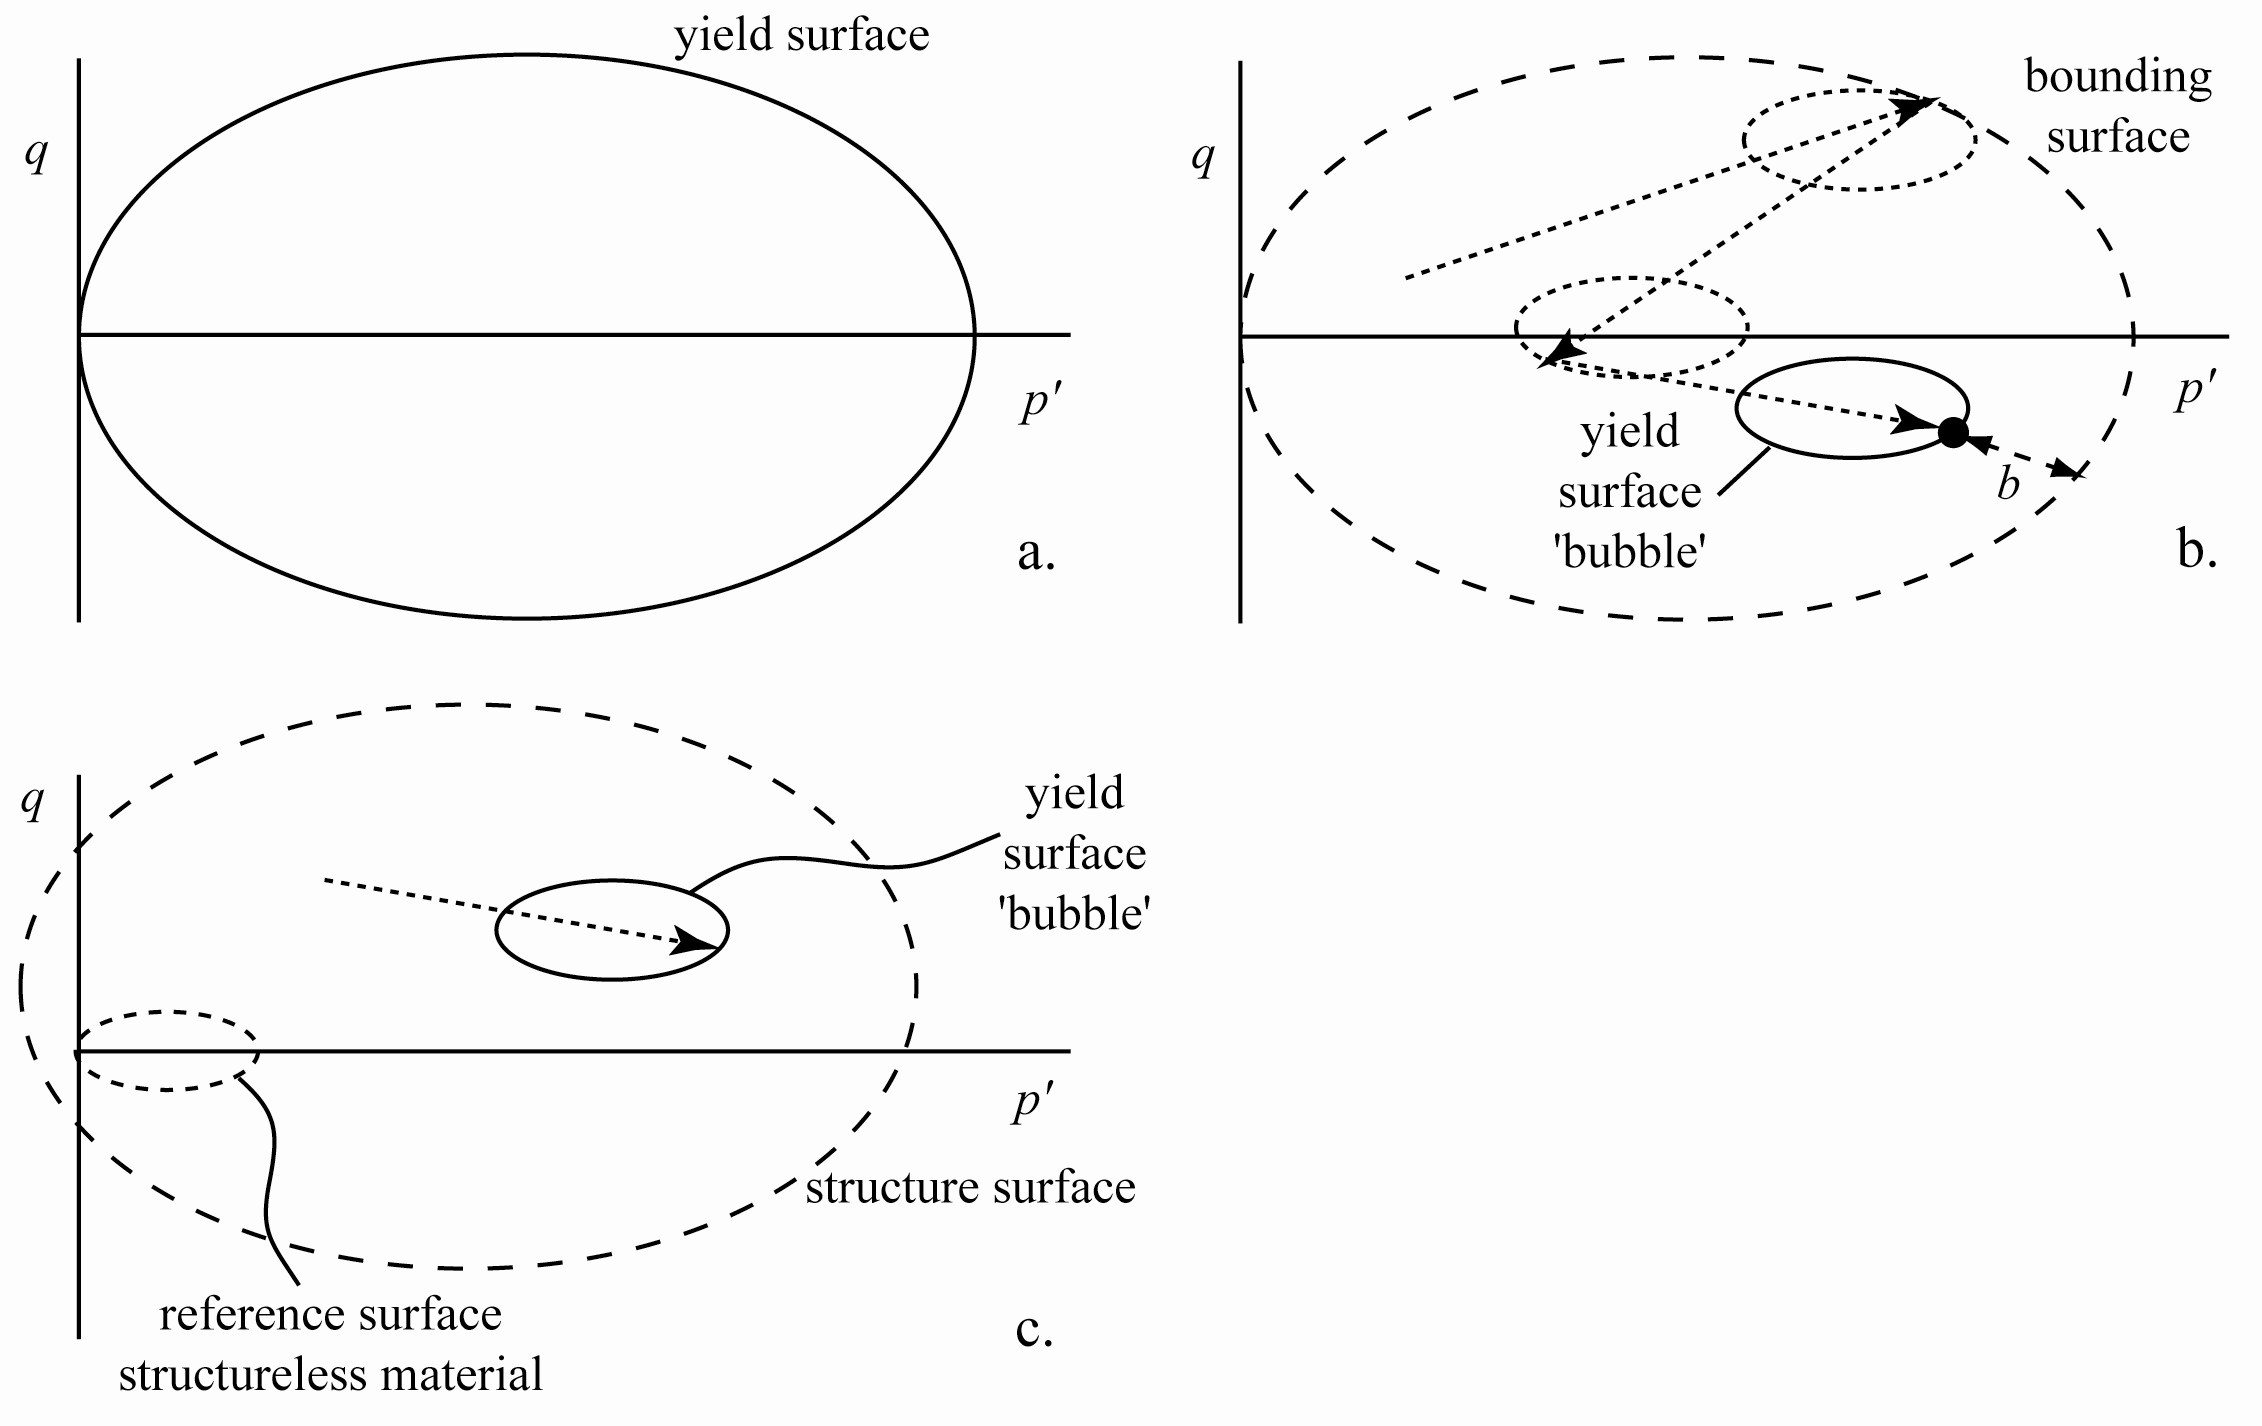 yield surface
q
p'
a.
bounding
surface
q
p'
yield
surface
'bubble'
b
b.
q
yield
surface
'bubble'
p'
structure surface
reference surface
structureless material
c.